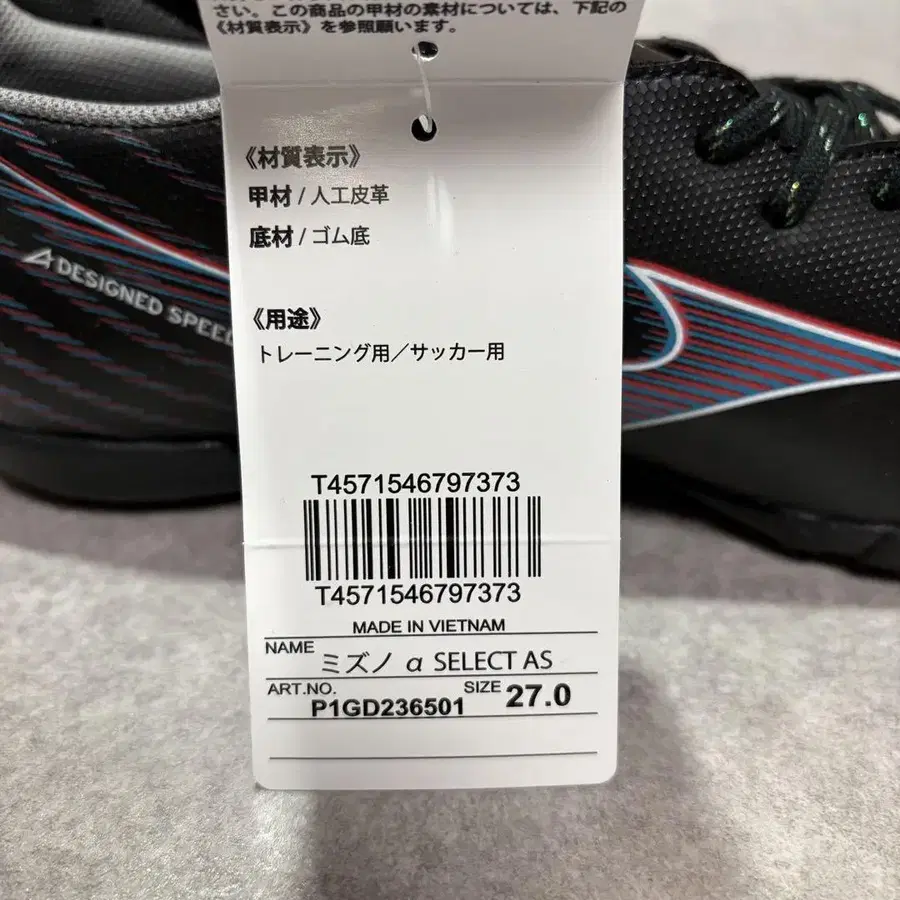 さい。この商品の甲材の素材については、下記の
《材質表示》を参照願います。
《材質表示》
甲材 / 人工皮革
底材 / ゴム底
《用途》
トレーニング用／サッカー用
A DESIGNED SPEED
T4571546797373
T4571546797373
MADE IN VIETNAM
NAME ミズノ α SELECT AS
ART.NO. P1GD236501 SIZE 27.0